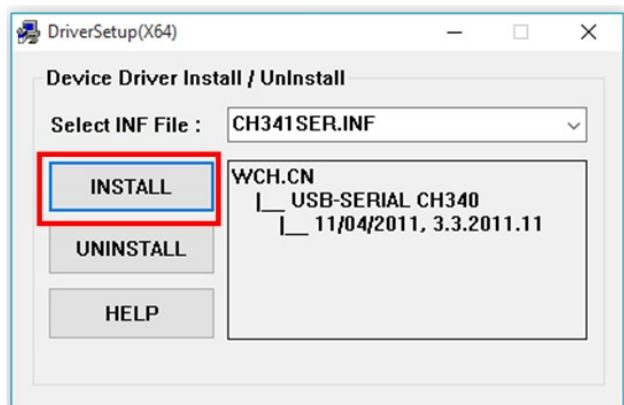 DriverSetup(X64)
Device Driver Install / UnInstall
Select INF File :
CH341SER.INF
INSTALL
UNINSTALL
HELP
WCH.CN
|__ USB-SERIAL CH340
|__ 11/04/2011, 3.3.2011.11